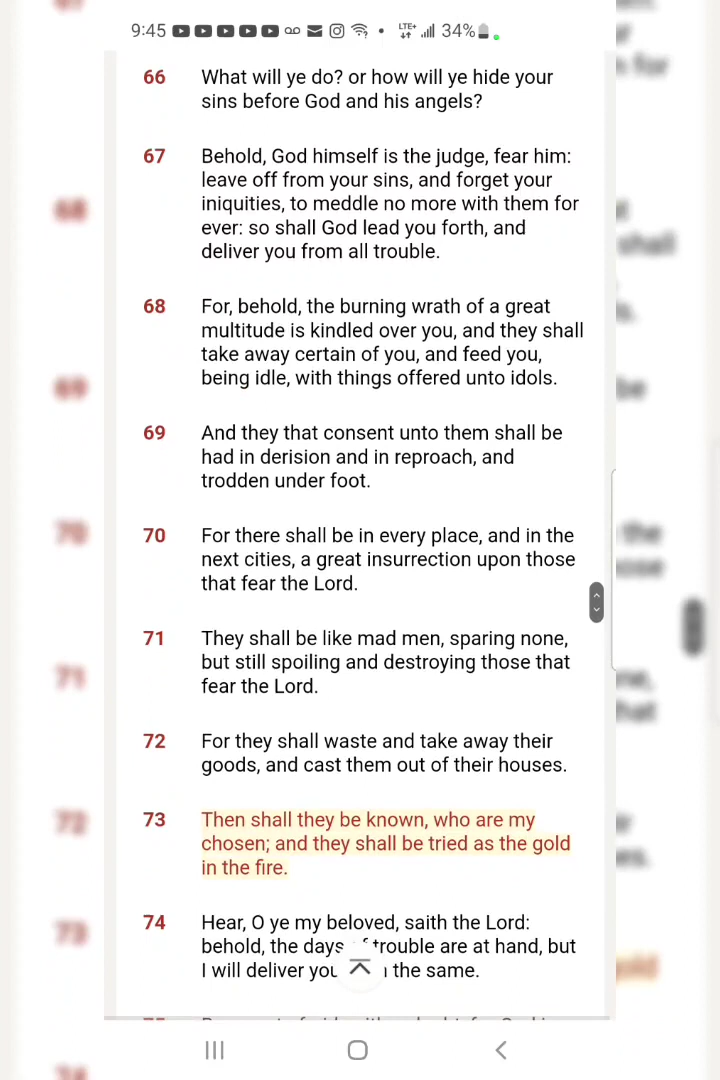 9:45 LTE+ 34%
66 What will ye do? or how will ye hide your
sins before God and his angels?
67 Behold, God himself is the judge, fear him:
leave off from your sins, and forget your
iniquities, to meddle no more with them for
ever: so shall God lead you forth, and
deliver you from all trouble.
68 For, behold, the burning wrath of a great
multitude is kindled over you, and they shall
take away certain of you, and feed you,
being idle, with things offered unto idols.
69 And they that consent unto them shall be
had in derision and in reproach, and
trodden under foot.
70 For there shall be in every place, and in the
next cities, a great insurrection upon those
that fear the Lord.
71 They shall be like mad men, sparing none,
but still spoiling and destroying those that
fear the Lord.
72 For they shall waste and take away their
goods, and cast them out of their houses.
73 Then shall they be known, who are my
chosen; and they shall be tried as the gold
in the fire.
74 Hear, O ye my beloved, saith the Lord:
behold, the days trouble are at hand, but
I will deliver you the same.